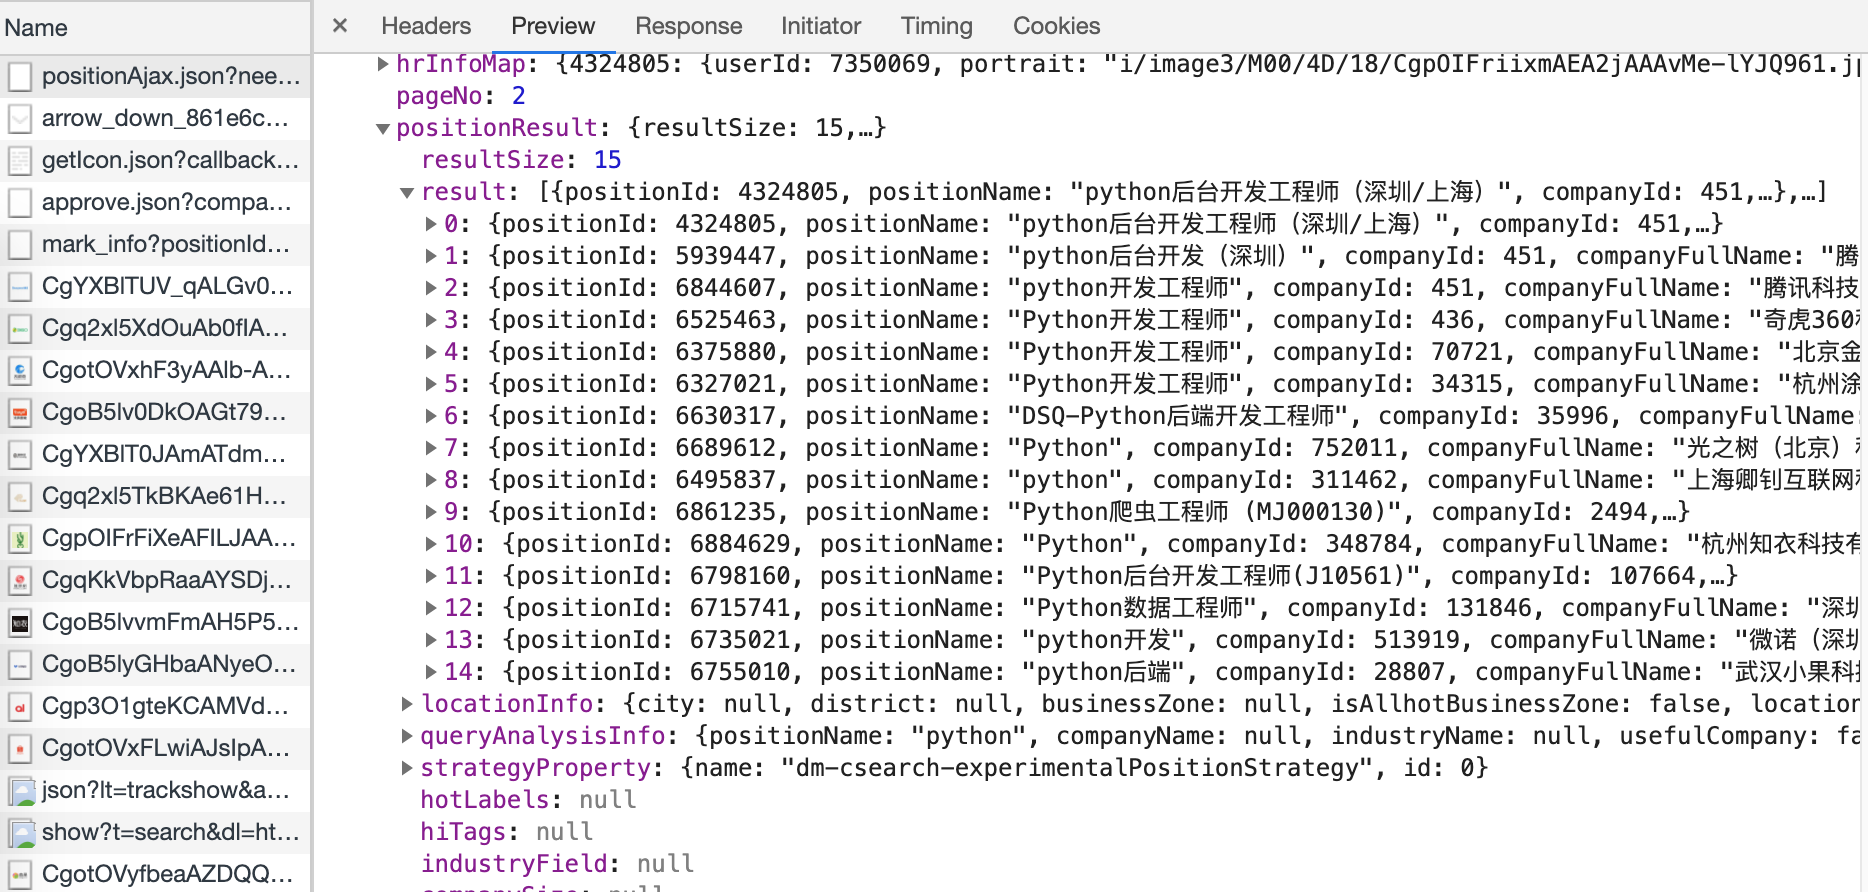 Name
positionAjax.json?nee...
arrow_down_861e6c...
getIcon.json?callback...
approve.json?compa...
mark_info?positionId...
CgYXBlTUV_qALGv0...
Cgq2xl5XdOuAb0flA...
CgotOVxhF3yAAlb-A...
CgoB5lv0DkOAGt79...
CgYXBlT0JAmATdm...
Cgq2xl5TkBKAe61H...
CgpOIFrFiXeAFILJAA...
CgqKkVbpRaaAYSDj...
CgoB5lvvmFmAH5P5...
CgoB5lyGHbaANyeO...
Cgp3O1gteKCAMVd...
CgotOVxFLwiAJsIpA...
json?lt=trackshow&a...
show?t=search&dl=ht...
CgotOVyfbeaAZDQQ...
× Headers Preview Response Initiator Timing Cookies
hrInfoMap: {4324805: {userId: 7350069, portrait: "i/image3/M00/4D/18/CgpOIFriixmAEA2jAAAvMe-lYJQ961.jp
pageNo: 2
positionResult: {resultSize: 15,…}
resultSize: 15
result: [{positionId: 4324805, positionName: "python后台开发工程师（深圳/上海）", companyId: 451,…},…]
0: {positionId: 4324805, positionName: "python后台开发工程师（深圳/上海）", companyId: 451,…}
1: {positionId: 5939447, positionName: "python后台开发（深圳）", companyId: 451, companyFullName: "腾
2: {positionId: 6844607, positionName: "python开发工程师", companyId: 451, companyFullName: "腾讯科技
3: {positionId: 6525463, positionName: "Python开发工程师", companyId: 436, companyFullName: "奇虎360
4: {positionId: 6375880, positionName: "Python开发工程师", companyId: 70721, companyFullName: "北京金
5: {positionId: 6327021, positionName: "Python开发工程师", companyId: 34315, companyFullName: "杭州涂
6: {positionId: 6630317, positionName: "DSQ-Python后端开发工程师", companyId: 35996, companyFullName:
7: {positionId: 6689612, positionName: "Python", companyId: 752011, companyFullName: "光之树（北京）
8: {positionId: 6495837, positionName: "python", companyId: 311462, companyFullName: "上海卿钊互联网
9: {positionId: 6861235, positionName: "Python爬虫工程师 (MJ000130)", companyId: 2494,…}
10: {positionId: 6884629, positionName: "Python", companyId: 348784, companyFullName: "杭州知衣科技有
11: {positionId: 6798160, positionName: "Python后台开发工程师(J10561)", companyId: 107664,…}
12: {positionId: 6715741, positionName: "Python数据工程师", companyId: 131846, companyFullName: "深圳
13: {positionId: 6735021, positionName: "python开发", companyId: 513919, companyFullName: "微诺（深圳
14: {positionId: 6755010, positionName: "python后端", companyId: 28807, companyFullName: "武汉小果科技
locationInfo: {city: null, district: null, businessZone: null, isAllhotBusinessZone: false, location
queryAnalysisInfo: {positionName: "python", companyName: null, industryName: null, usefulCompany: fa
strategyProperty: {name: "dm-csearch-experimentalPositionStrategy", id: 0}
hotLabels: null
hiTags: null
industryField: null